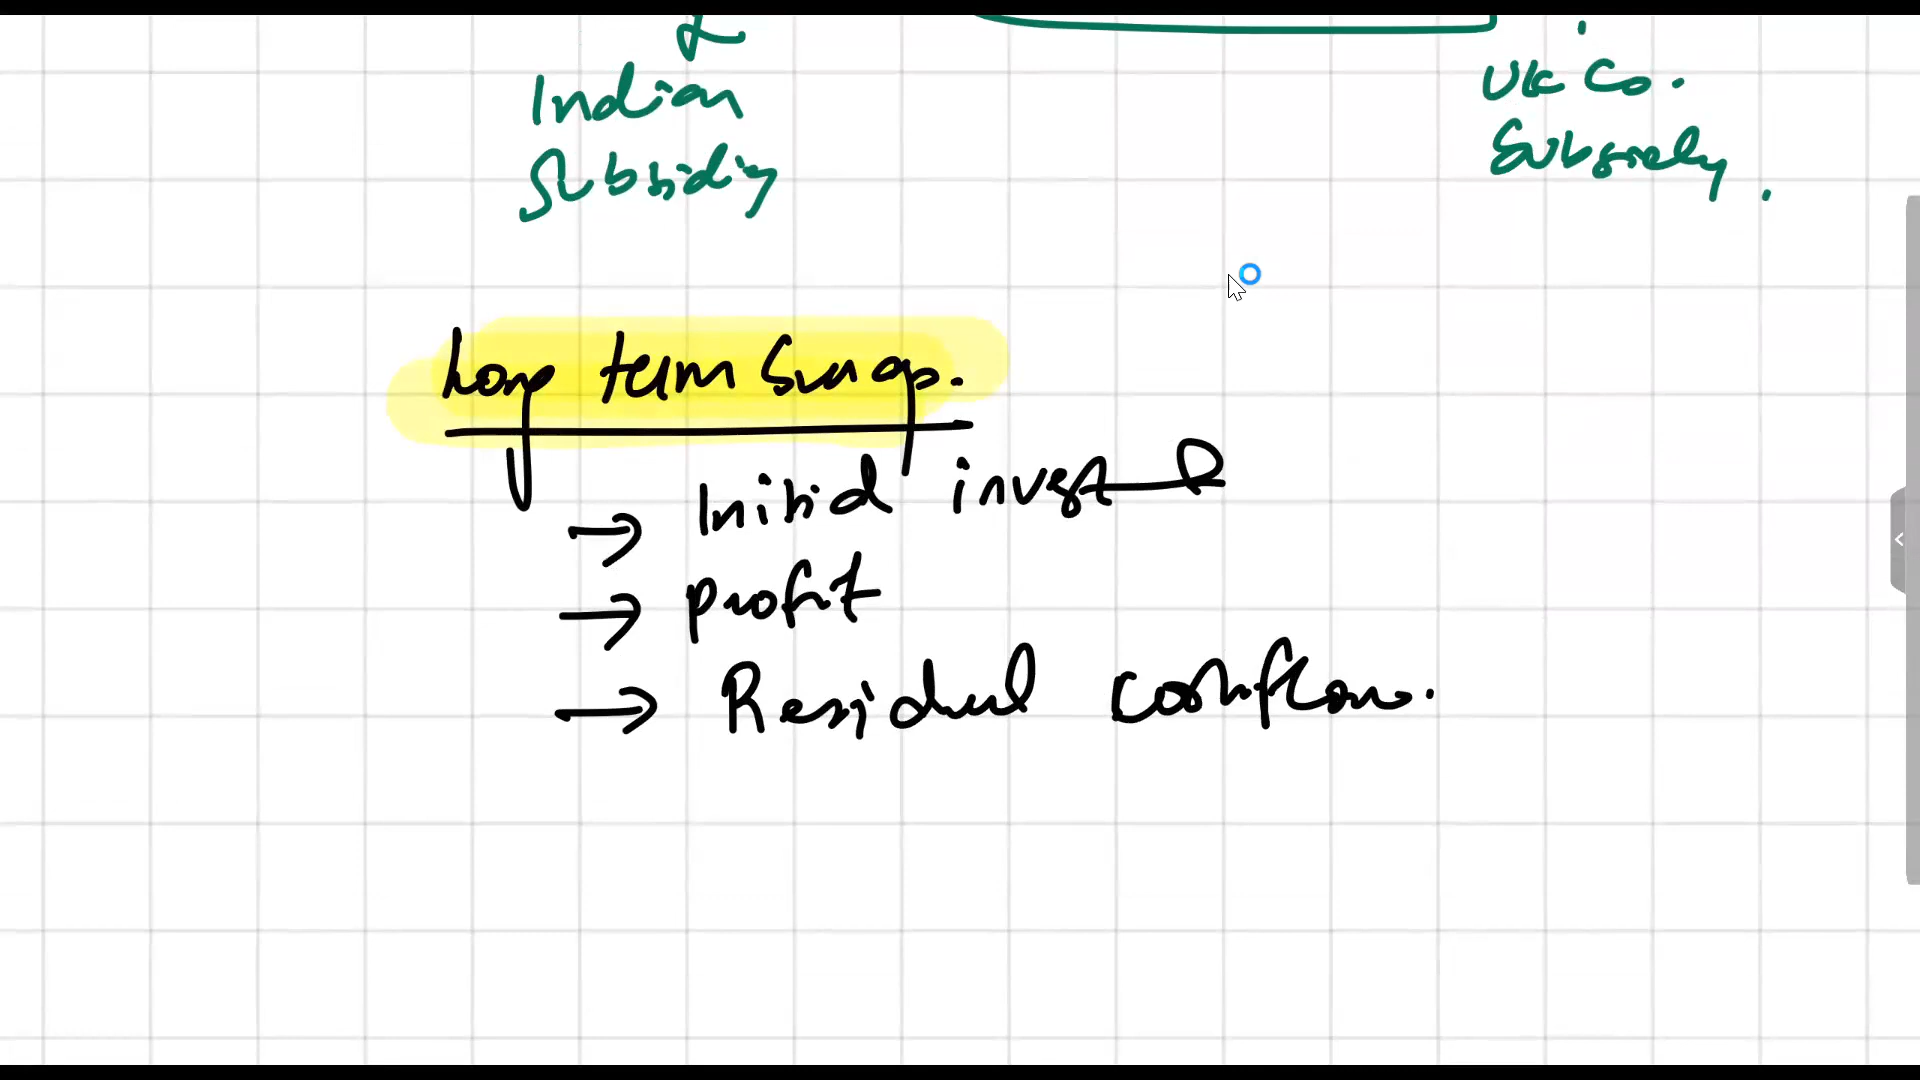 Indian
Subsidiary
UK Co.
Subsidiary.
Long term Swap.
→ Initial invest
→ profit
→ Residual cashflow.